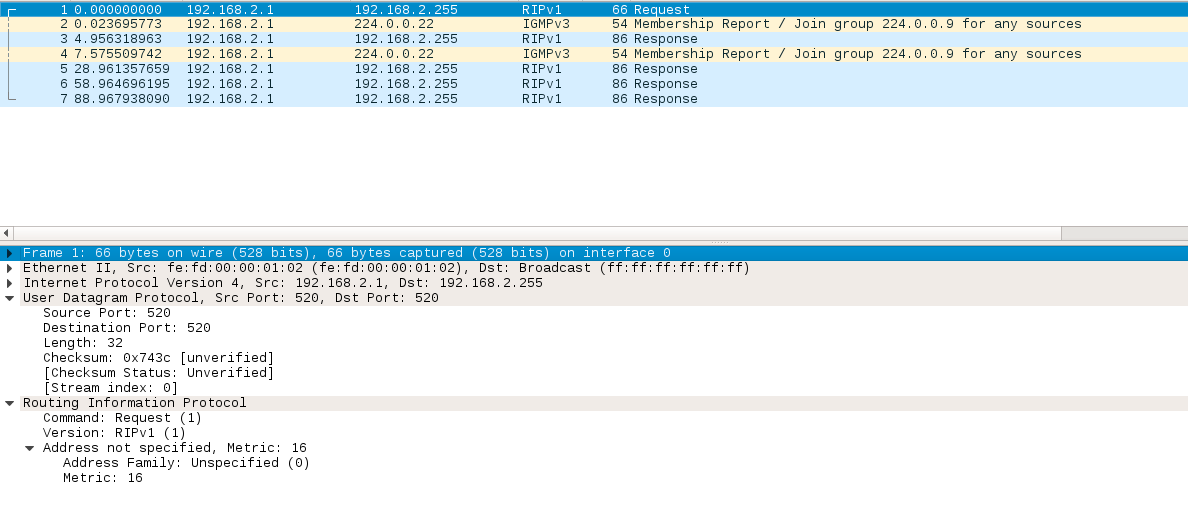 1 0.000000000 192.168.2.1 192.168.2.255 RIPv1 66 Request
2 0.023695773 192.168.2.1 224.0.0.22 IGMPv3 54 Membership Report / Join group 224.0.0.9 for any sources
3 4.956318963 192.168.2.1 192.168.2.255 RIPv1 86 Response
4 7.575509742 192.168.2.1 224.0.0.22 IGMPv3 54 Membership Report / Join group 224.0.0.9 for any sources
5 28.961357659 192.168.2.1 192.168.2.255 RIPv1 86 Response
6 58.964696195 192.168.2.1 192.168.2.255 RIPv1 86 Response
7 88.967938090 192.168.2.1 192.168.2.255 RIPv1 86 Response
Frame 1: 66 bytes on wire (528 bits), 66 bytes captured (528 bits) on interface 0
Ethernet II, Src: fe:fd:00:00:01:02 (fe:fd:00:00:01:02), Dst: Broadcast (ff:ff:ff:ff:ff:ff)
Internet Protocol Version 4, Src: 192.168.2.1, Dst: 192.168.2.255
User Datagram Protocol, Src Port: 520, Dst Port: 520
Source Port: 520
Destination Port: 520
Length: 32
Checksum: 0x743c [unverified]
[Checksum Status: Unverified]
[Stream index: 0]
Routing Information Protocol
Command: Request (1)
Version: RIPv1 (1)
Address not specified, Metric: 16
Address Family: Unspecified (0)
Metric: 16